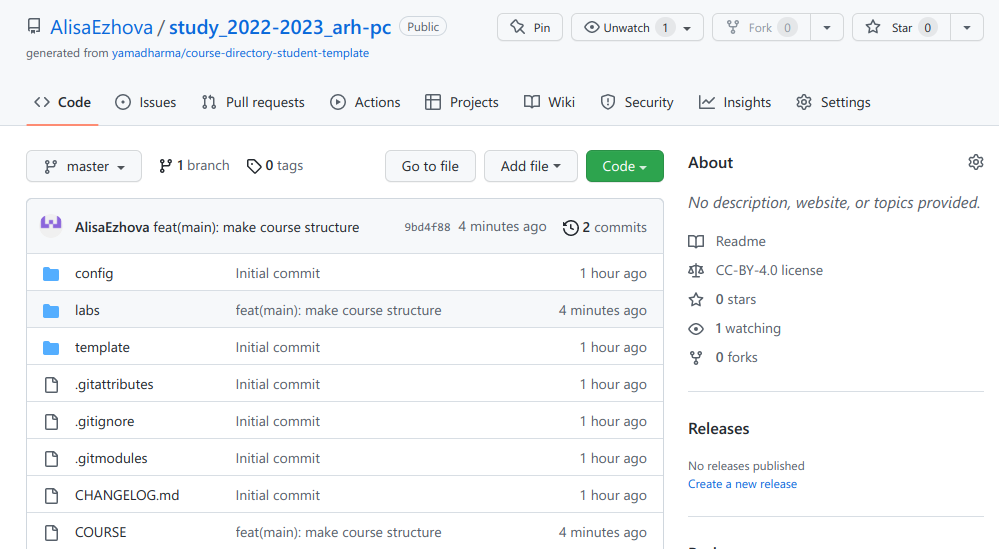 AlisaEzhova / study_2022-2023_arh-pc Public
Pin
Unwatch 1
Fork 0
Star 0
generated from yamadharma/course-directory-student-template
Code
Issues
Pull requests
Actions
Projects
Wiki
Security
Insights
Settings
master
1 branch
0 tags
Go to file
Add file
Code
AlisaEzhova feat(main): make course structure 9bd4f88 4 minutes ago 2 commits
config Initial commit 1 hour ago
labs feat(main): make course structure 4 minutes ago
template Initial commit 1 hour ago
.gitattributes Initial commit 1 hour ago
.gitignore Initial commit 1 hour ago
.gitmodules Initial commit 1 hour ago
CHANGELOG.md Initial commit 1 hour ago
COURSE feat(main): make course structure 4 minutes ago
About
No description, website, or topics provided.
Readme
CC-BY-4.0 license
0 stars
1 watching
0 forks
Releases
No releases published
Create a new release